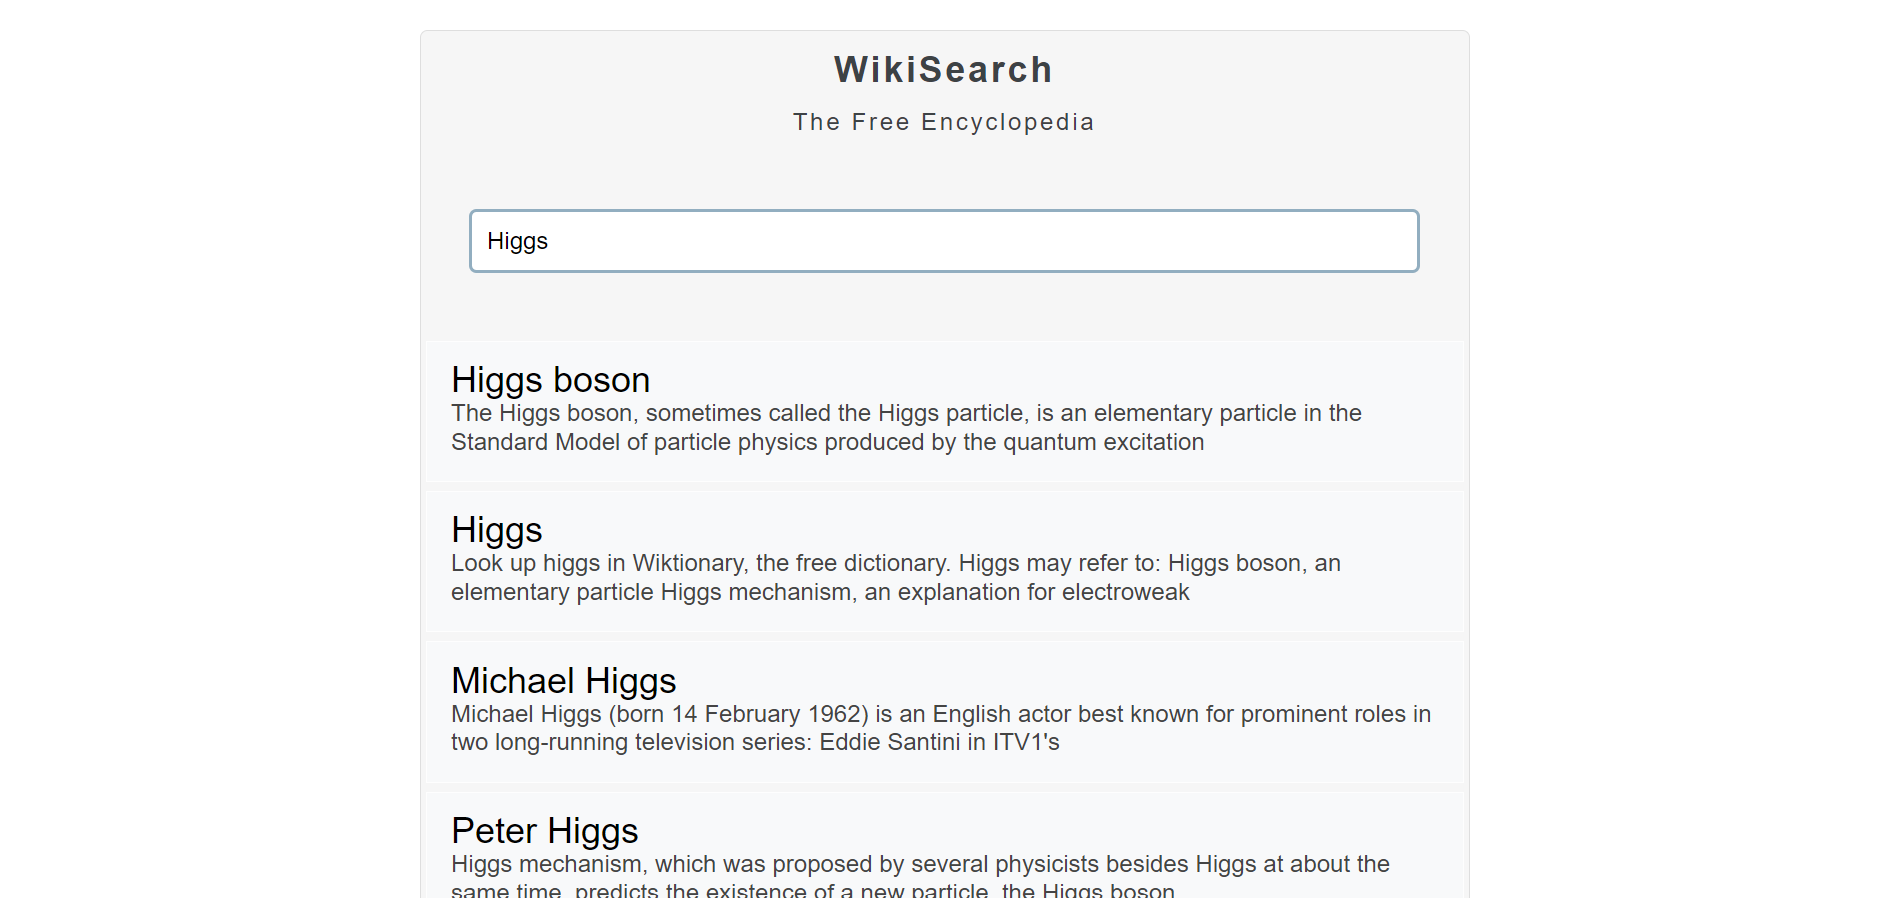 WikiSearch
The Free Encyclopedia
Higgs
Higgs boson
The Higgs boson, sometimes called the Higgs particle, is an elementary particle in the
Standard Model of particle physics produced by the quantum excitation
Higgs
Look up higgs in Wiktionary, the free dictionary. Higgs may refer to: Higgs boson, an
elementary particle Higgs mechanism, an explanation for electroweak
Michael Higgs
Michael Higgs (born 14 February 1962) is an English actor best known for prominent roles in
two long-running television series: Eddie Santini in ITV1's
Peter Higgs
Higgs mechanism, which was proposed by several physicists besides Higgs at about the
same time, predicts the existence of a new particle, the Higgs boson